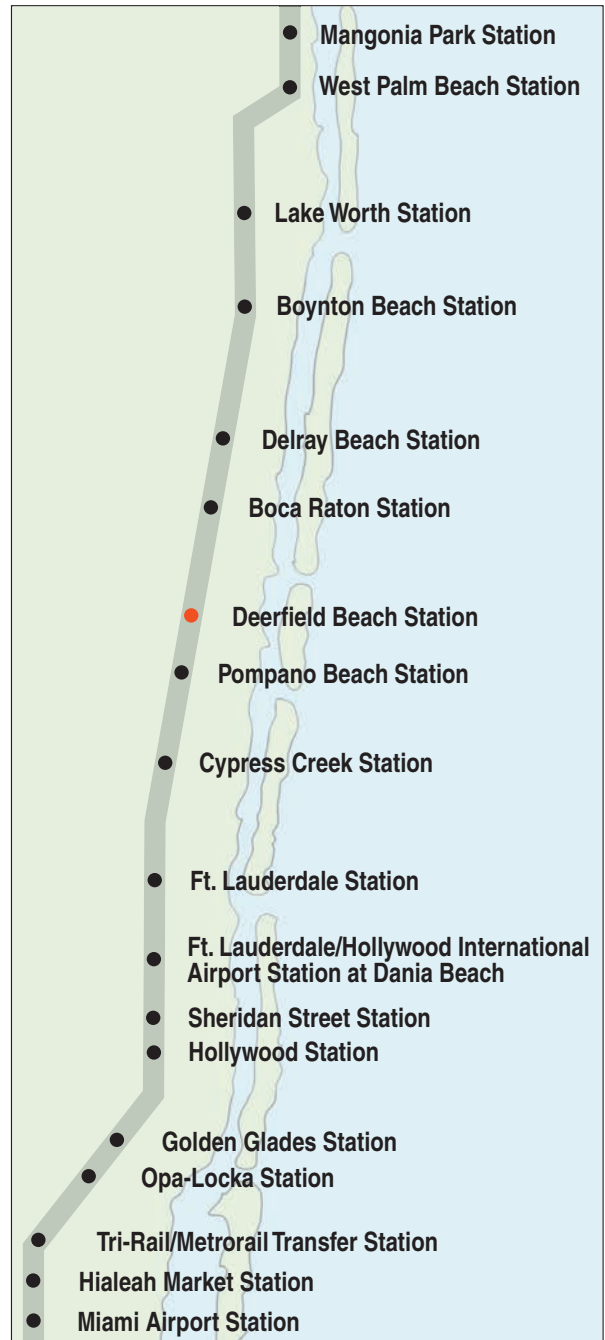 Mangonia Park Station
West Palm Beach Station
Lake Worth Station
Boynton Beach Station
Delray Beach Station
Boca Raton Station
Deerfield Beach Station
Pompano Beach Station
Cypress Creek Station
Ft. Lauderdale Station
Ft. Lauderdale/Hollywood International
Airport Station at Dania Beach
Sheridan Street Station
Hollywood Station
Golden Glades Station
Opa-Locka Station
Tri-Rail/Metrorail Transfer Station
Hialeah Market Station
Miami Airport Station